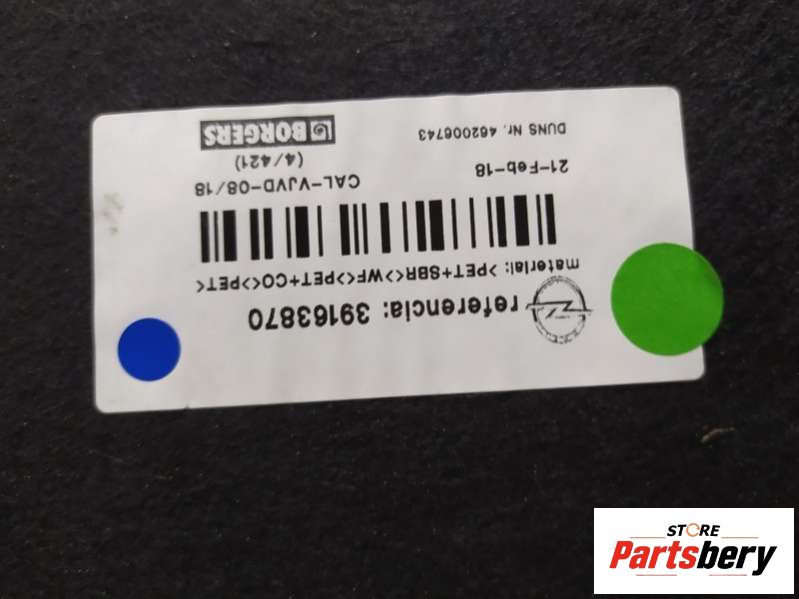 referencia: 39163870
material: >PET+SBR<>WF<>PET+CO<>PET<
21-Feb-18
CAL-VJVD-08/18
(4/421)
DUNS Nr. 462006743
BORGERS
STORE
Partsbery